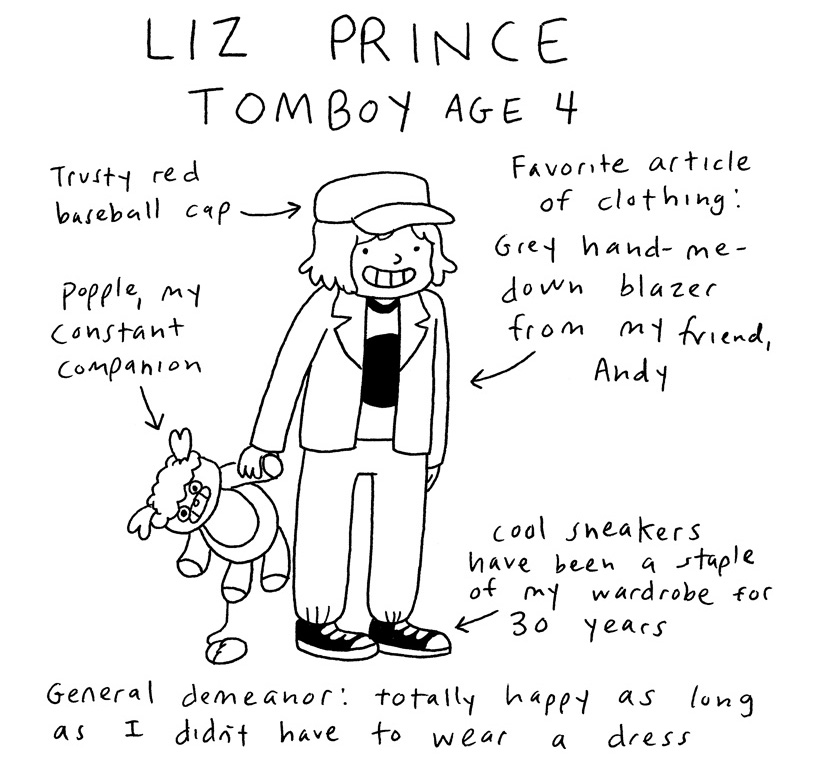 LIZ PRINCE
TOMBOY AGE 4
Trusty red
baseball cap
Favorite article
of clothing:
Grey hand-me-
down blazer
from my friend,
Andy
Popple, my
constant
companion
cool sneakers
have been a staple
of my wardrobe for
30 years
General demeanor: totally happy as long
as I didn't have to wear a dress